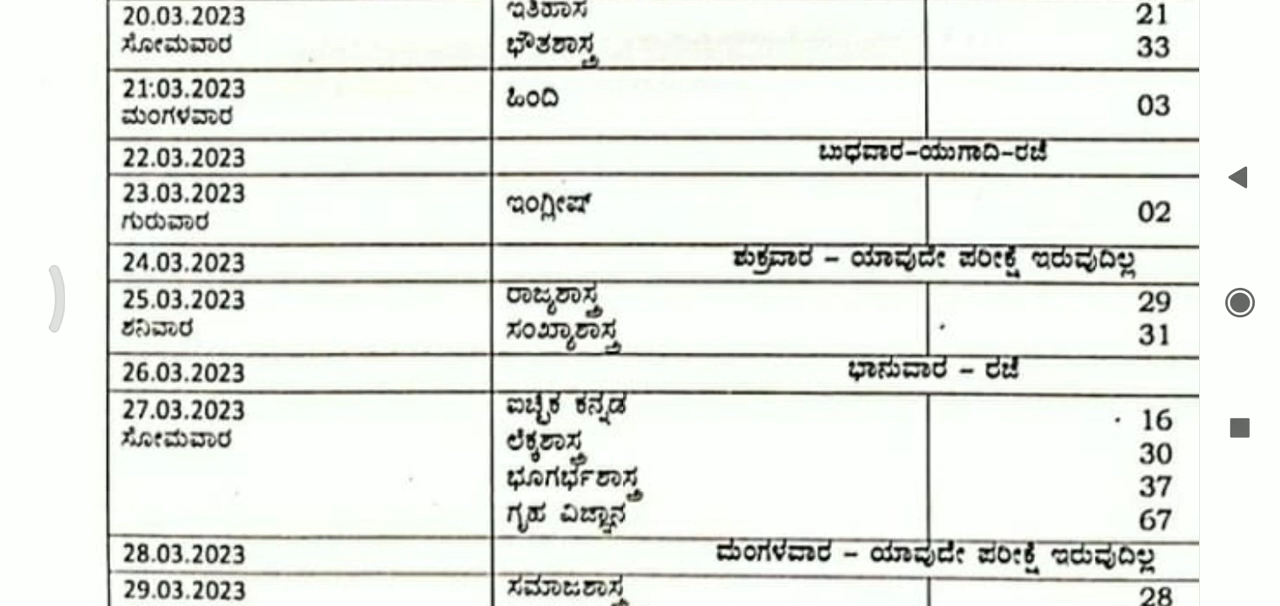 20.03.2023 ಇತಿಹಾಸ 21
ಸೋಮವಾರ ಭೌತಶಾಸ್ತ್ರ 33
21.03.2023 ಹಿಂದಿ 03
ಮಂಗಳವಾರ
22.03.2023 ಬುಧವಾರ-ಯುಗಾದಿ-ರಜೆ
23.03.2023 ಇಂಗ್ಲೀಷ್ 02
ಗುರುವಾರ
24.03.2023 ಶುಕ್ರವಾರ - ಯಾವುದೇ ಪರೀಕ್ಷೆ ಇರುವುದಿಲ್ಲ
25.03.2023 ರಾಜ್ಯಶಾಸ್ತ್ರ 29
ಶನಿವಾರ ಸಂಖ್ಯಾಶಾಸ್ತ್ರ 31
26.03.2023 ಭಾನುವಾರ - ರಜೆ
27.03.2023 ಐಚ್ಛಿಕ ಕನ್ನಡ 16
ಸೋಮವಾರ ಲೆಕ್ಕಶಾಸ್ತ್ರ 30
ಭೂಗರ್ಭಶಾಸ್ತ್ರ 37
ಗೃಹ ವಿಜ್ಞಾನ 67
28.03.2023 ಮಂಗಳವಾರ - ಯಾವುದೇ ಪರೀಕ್ಷೆ ಇರುವುದಿಲ್ಲ
29.03.2023 ಸಮಾಜಶಾಸ್ತ್ರ 28